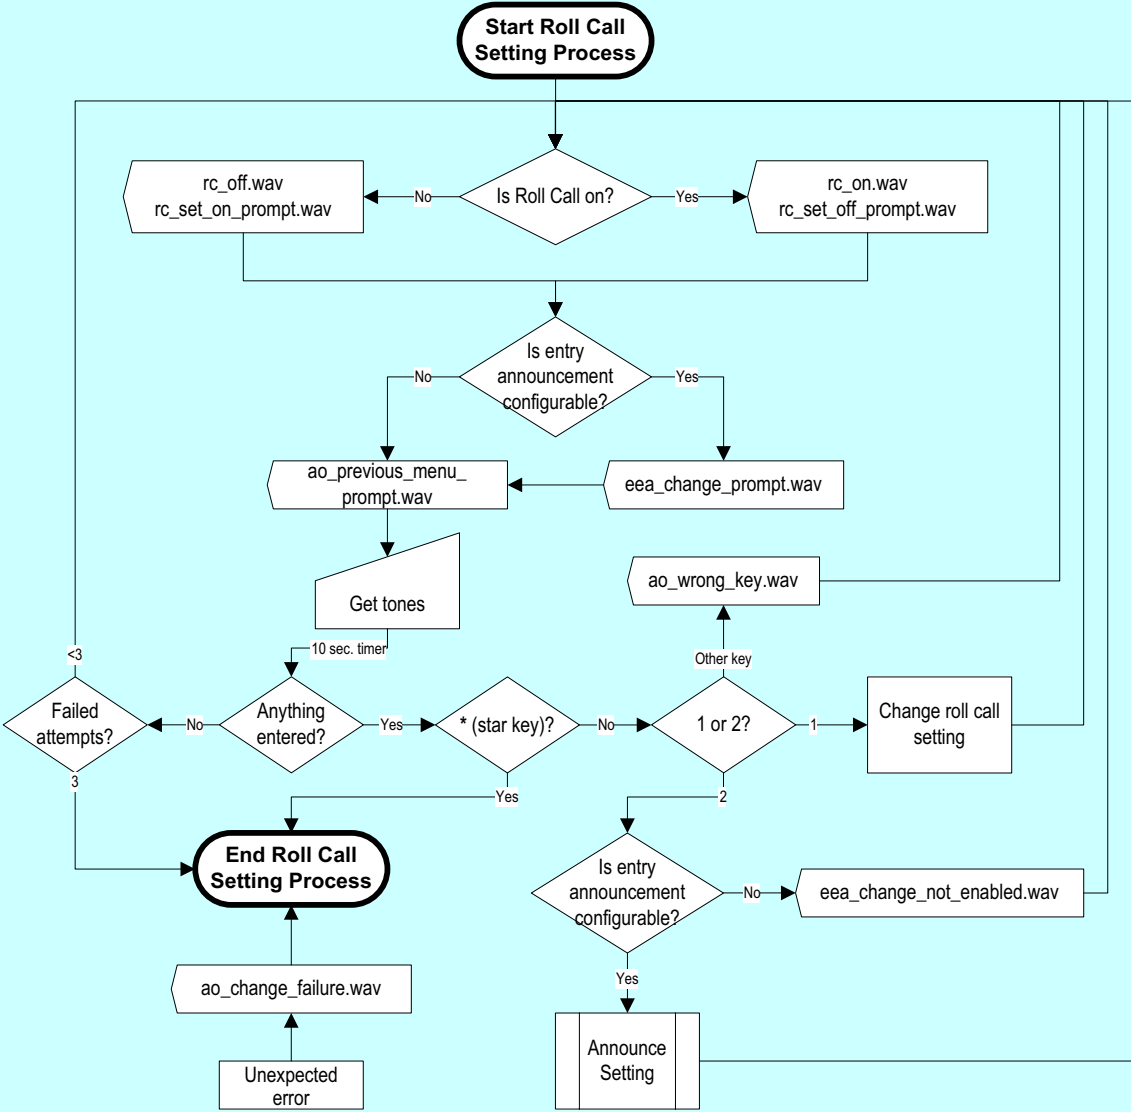 Start Roll Call
Setting Process
rc_off.wav
rc_set_on_prompt.wav
No
Is Roll Call on?
Yes
rc_on.wav
rc_set_off_prompt.wav
Is entry
announcement
configurable?
No
Yes
ao_previous_menu_
prompt.wav
eea_change_prompt.wav
Get tones
ao_wrong_key.wav
10 sec. timer
<3
Other key
Failed
attempts?
No
Anything
entered?
Yes
* (star key)?
No
1 or 2?
1
Change roll call
setting
3
Yes
2
End Roll Call
Setting Process
Is entry
announcement
configurable?
No
eea_change_not_enabled.wav
ao_change_failure.wav
Yes
Unexpected
error
Announce
Setting